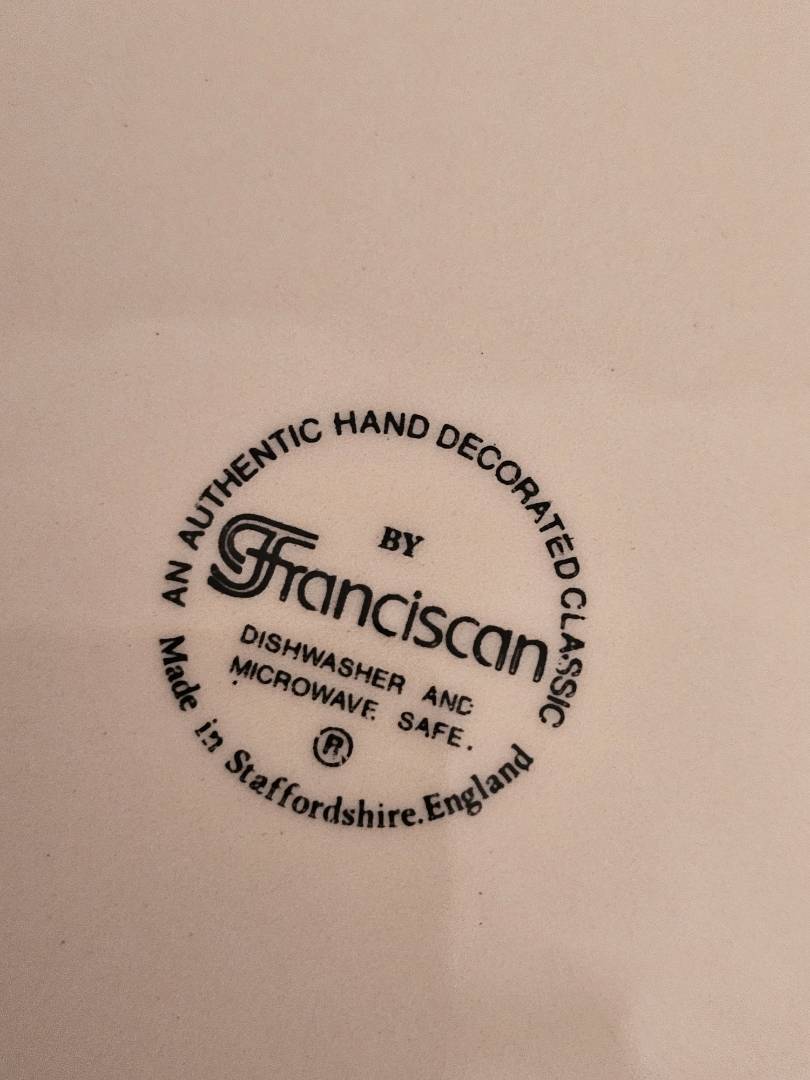 AN AUTHENTIC HAND DECORATED CLASSIC
BY
Franciscan
DISHWASHER AND
MICROWAVE SAFE.
®
Made in Staffordshire.England